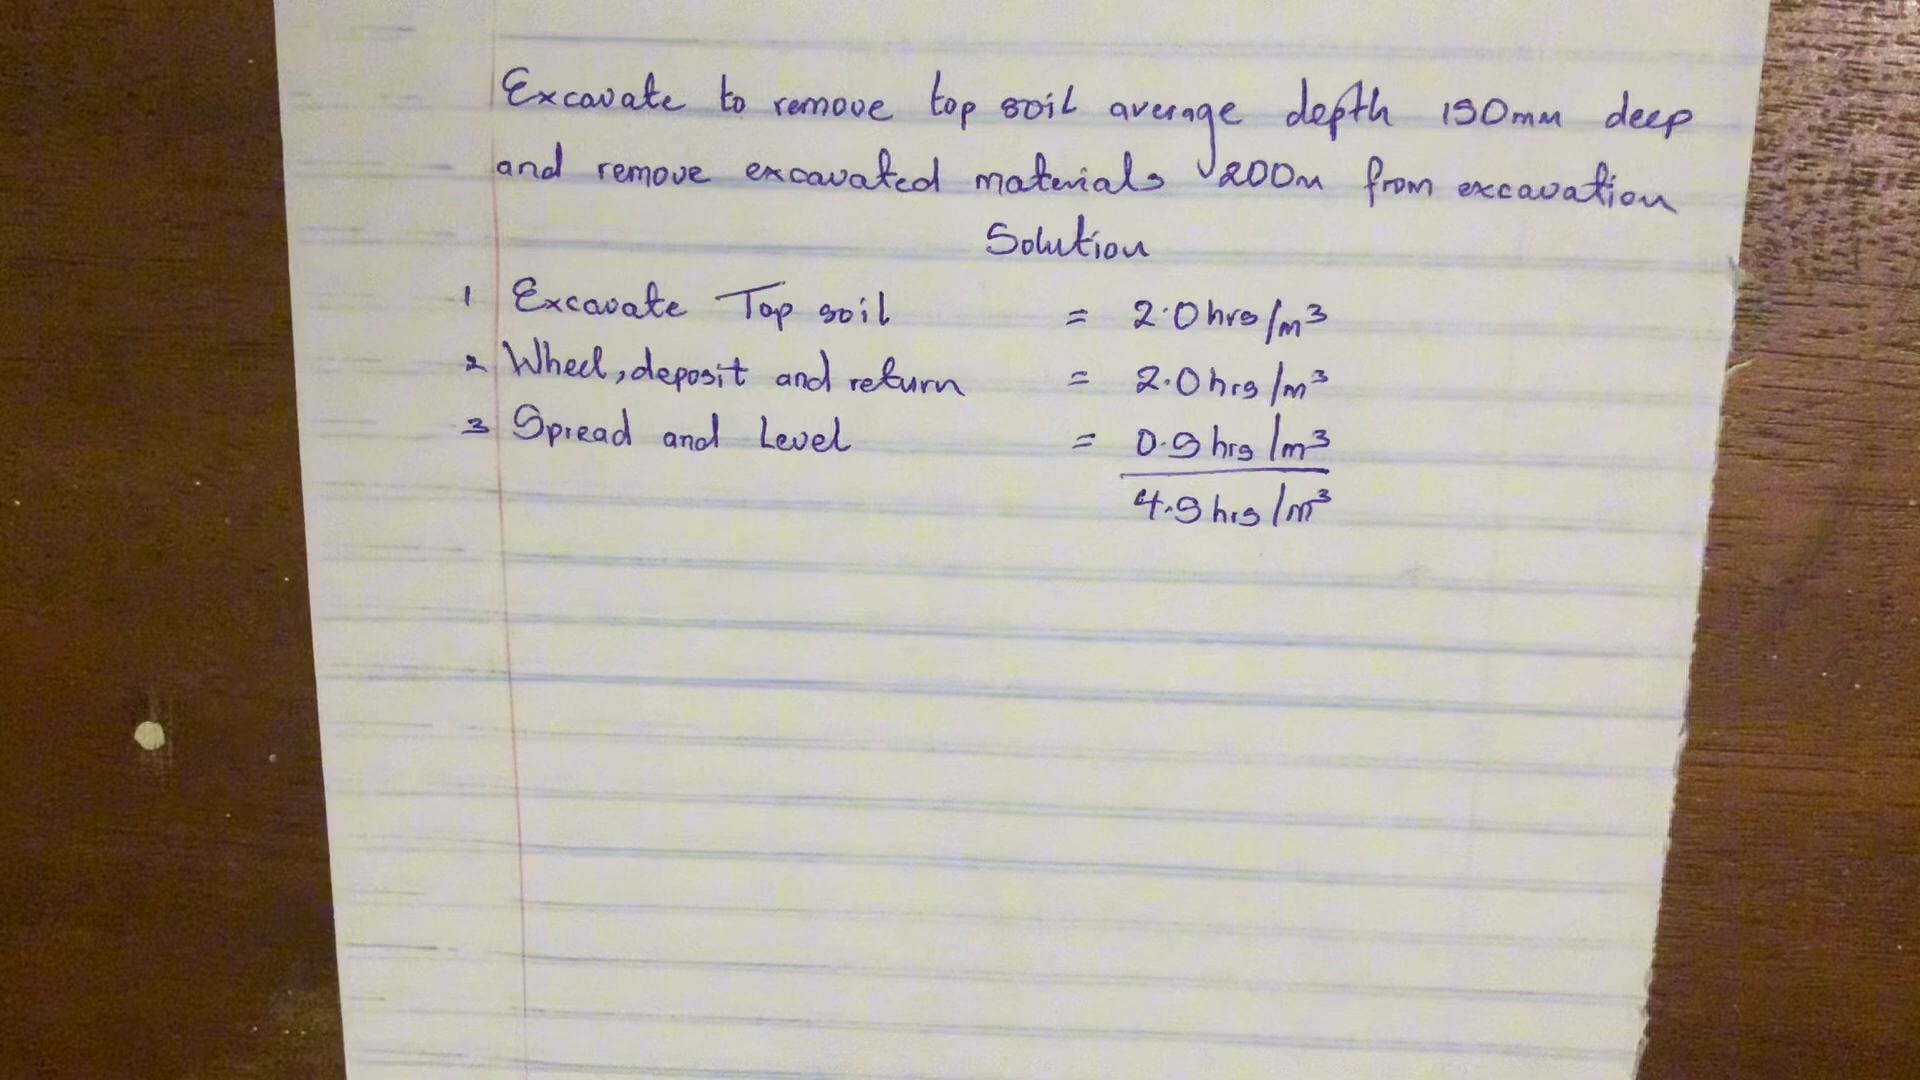 Excavate to remove top soil average depth 150mm deep
and remove excavated materials 200m from excavation
Solution
1 Excavate Top soil = 2.0hrs/m³
2 Wheel, deposit and return = 2.0hrs/m³
3 Spread and Level = 0.9hrs/m³
4.9hrs/m³